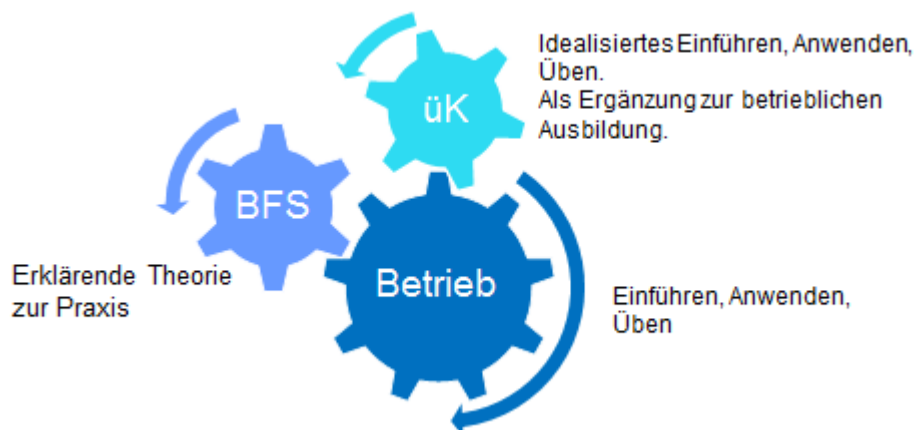 Idealisiertes Einführen, Anwenden,
Üben.
Als Ergänzung zur betrieblichen
Ausbildung.
üK
BFS
Betrieb
Erklärende Theorie
zur Praxis
Einführen, Anwenden,
Üben